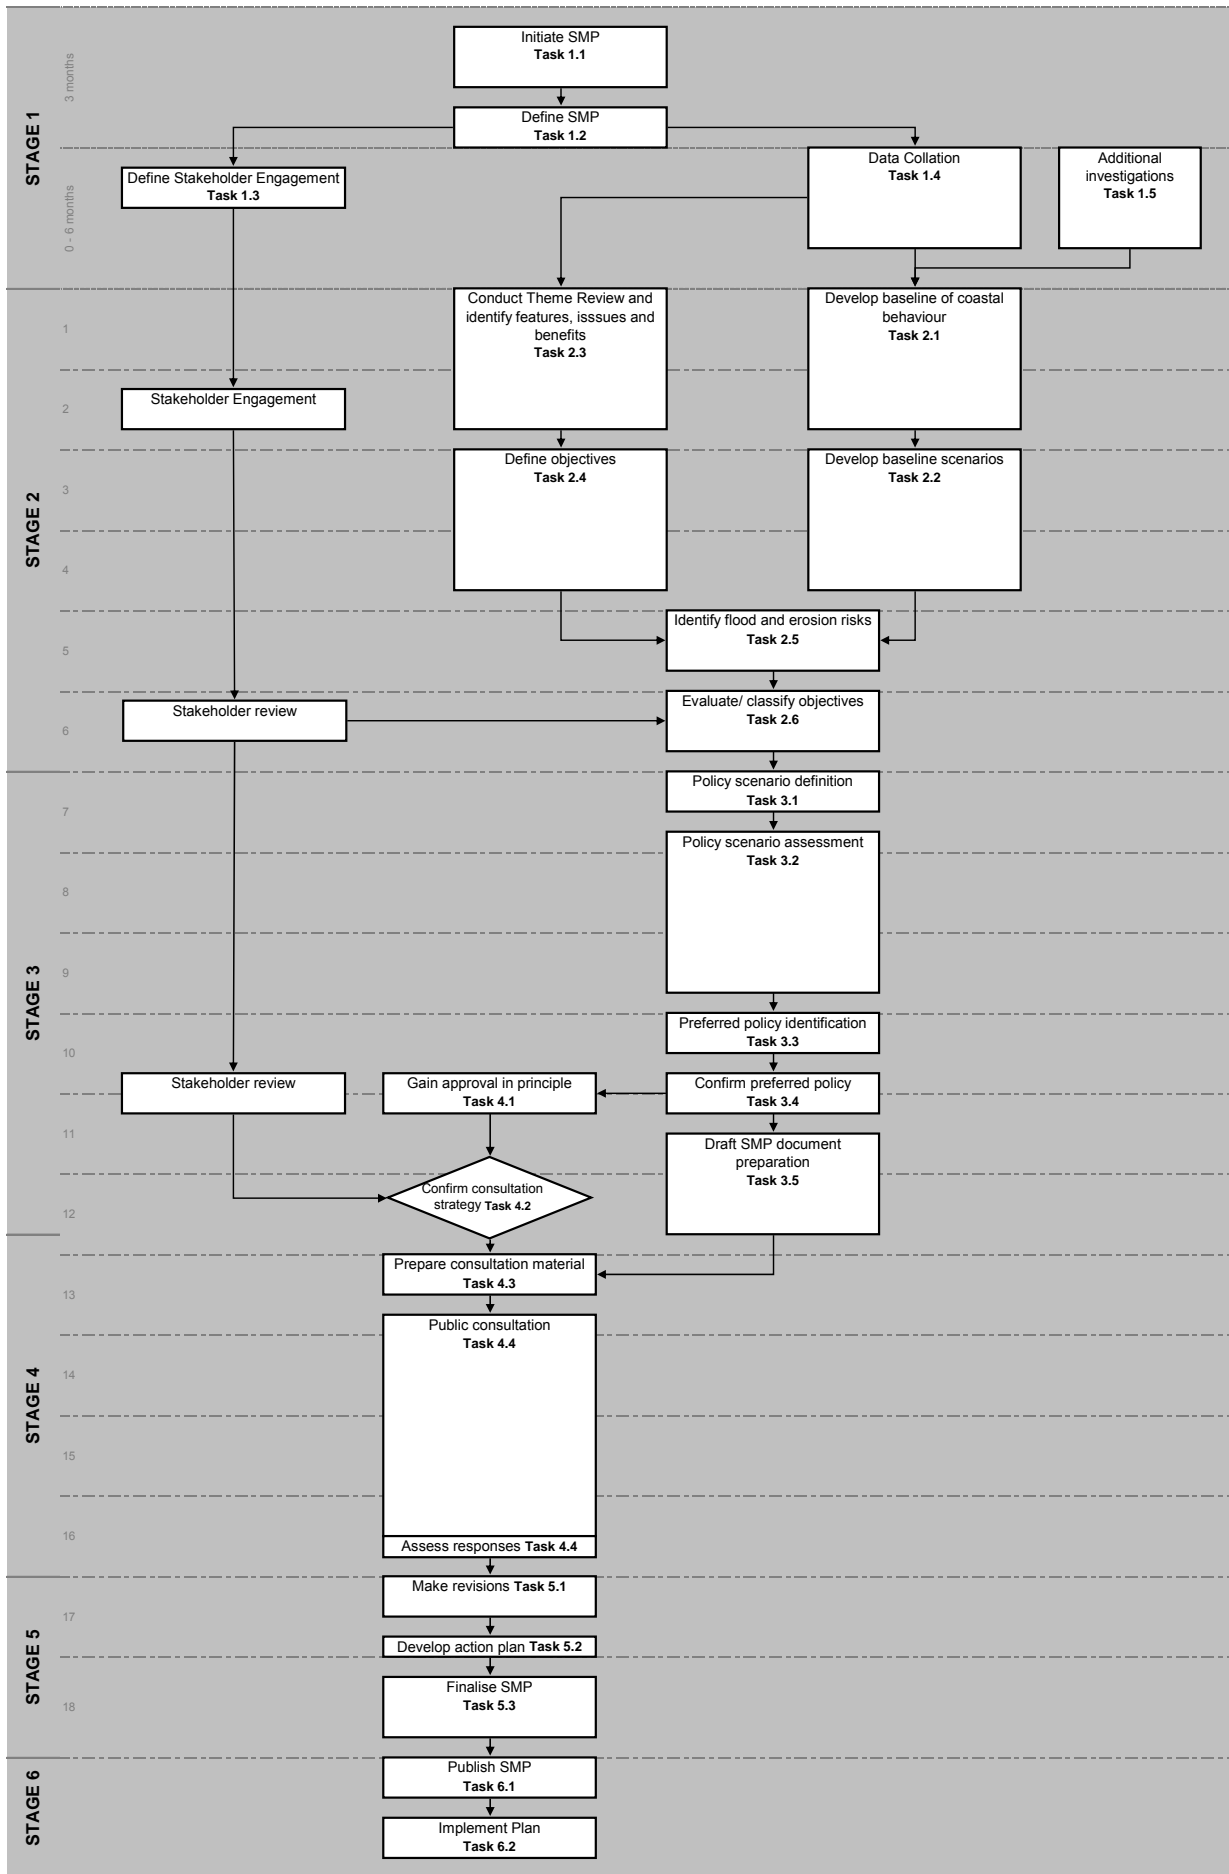 STAGE 1
3 months
Initiate SMP
Task 1.1
Define SMP
Task 1.2
0 - 6 months
Define Stakeholder Engagement
Task 1.3
Data Collation
Task 1.4
Additional
investigations
Task 1.5
STAGE 2
1
Conduct Theme Review and
identify features, isssues and
benefits
Task 2.3
Develop baseline of coastal
behaviour
Task 2.1
2
Stakeholder Engagement
3
Define objectives
Task 2.4
Develop baseline scenarios
Task 2.2
4
5
Identify flood and erosion risks
Task 2.5
6
Stakeholder review
Evaluate/ classify objectives
Task 2.6
STAGE 3
7
Policy scenario definition
Task 3.1
Policy scenario assessment
Task 3.2
8
9
10
Preferred policy identification
Task 3.3
Stakeholder review
Gain approval in principle
Task 4.1
Confirm preferred policy
Task 3.4
11
Draft SMP document
preparation
Task 3.5
12
Confirm consultation
strategy Task 4.2
STAGE 4
13
Prepare consultation material
Task 4.3
Public consultation
Task 4.4
14
15
16
Assess responses Task 4.4
STAGE 5
17
Make revisions Task 5.1
Develop action plan Task 5.2
18
Finalise SMP
Task 5.3
STAGE 6
Publish SMP
Task 6.1
Implement Plan
Task 6.2